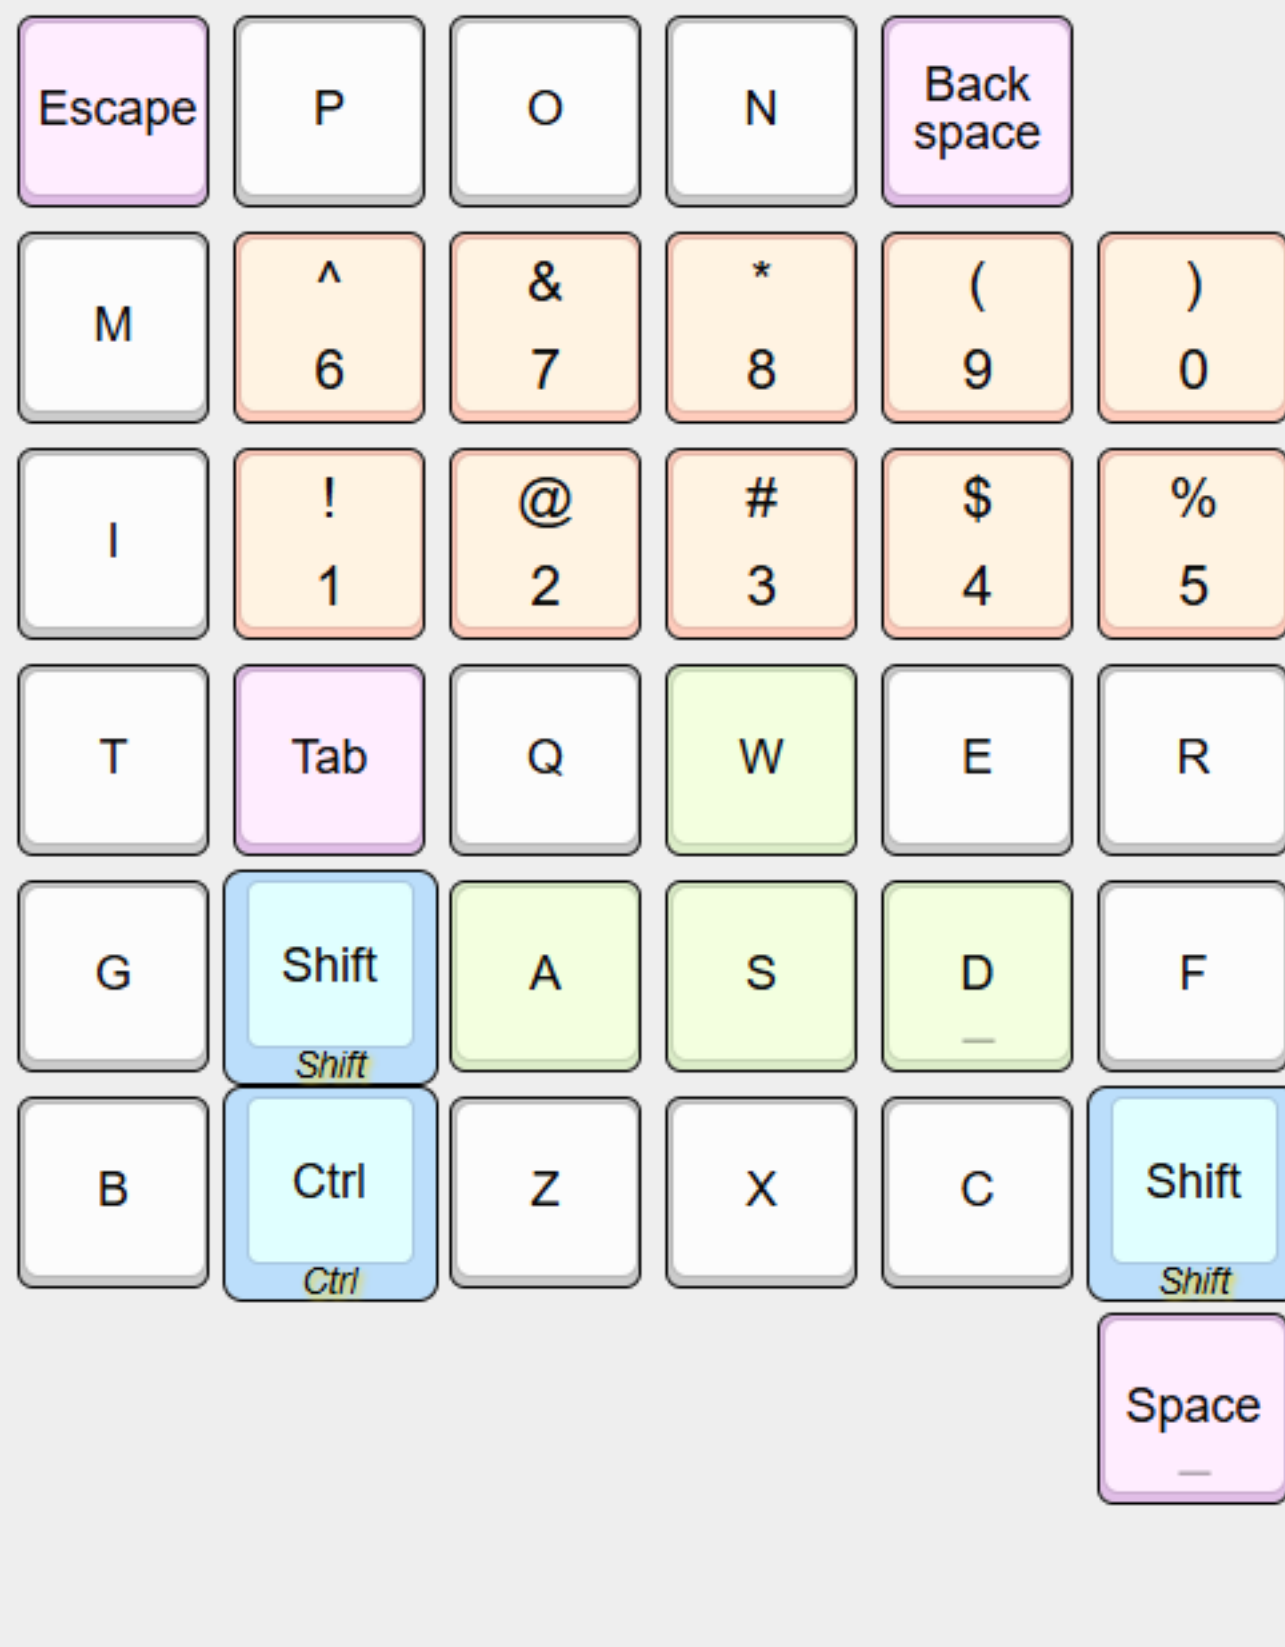 Escape P O N Back
space
M ^ & * ( )
6 7 8 9 0
I ! @ # $ %
1 2 3 4 5
T Tab Q W E R
G Shift A S D F
Shift
B Ctrl Z X C Shift
Ctrl Shift
Space